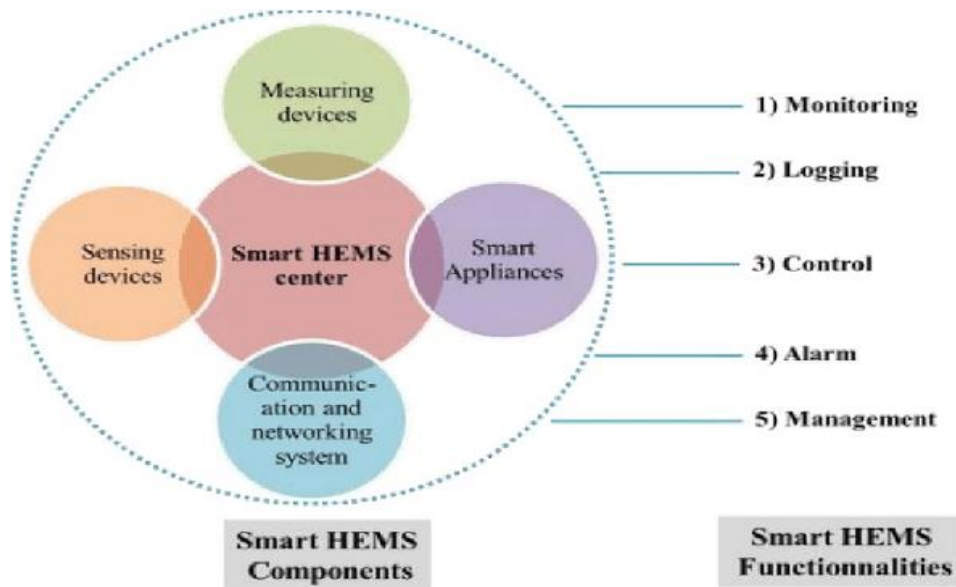 Measuring
devices
Sensing
devices
Smart HEMS
center
Smart
Appliances
Communic-
ation and
networking
system
1) Monitoring
2) Logging
3) Control
4) Alarm
5) Management
Smart HEMS
Components
Smart HEMS
Functionnalities